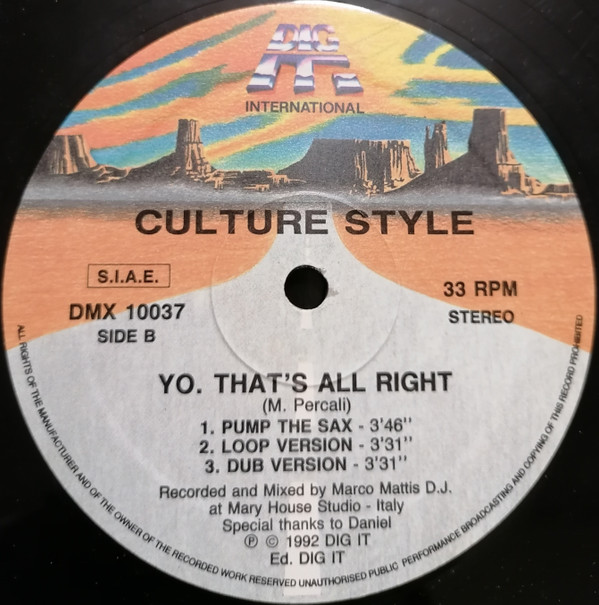 DIG
IT
INTERNATIONAL
CULTURE STYLE
S.I.A.E.
DMX 10037
SIDE B
33 RPM
STEREO
YO. THAT'S ALL RIGHT
(M. Percali)
1. PUMP THE SAX - 3'46"
2. LOOP VERSION - 3'31"
3. DUB VERSION - 3'31"
Recorded and Mixed by Marco Mattis D.J.
at Mary House Studio - Italy
Special thanks to Daniel
℗ © 1992 DIG IT
Ed. DIG IT
ALL RIGHTS OF THE MANUFACTURER AND OF THE OWNER OF THE RECORDED WORK RESERVED UNAUTHORISED PUBLIC PERFORMANCE BROADCASTING AND COPYING OF THIS RECORD PROHIBITED